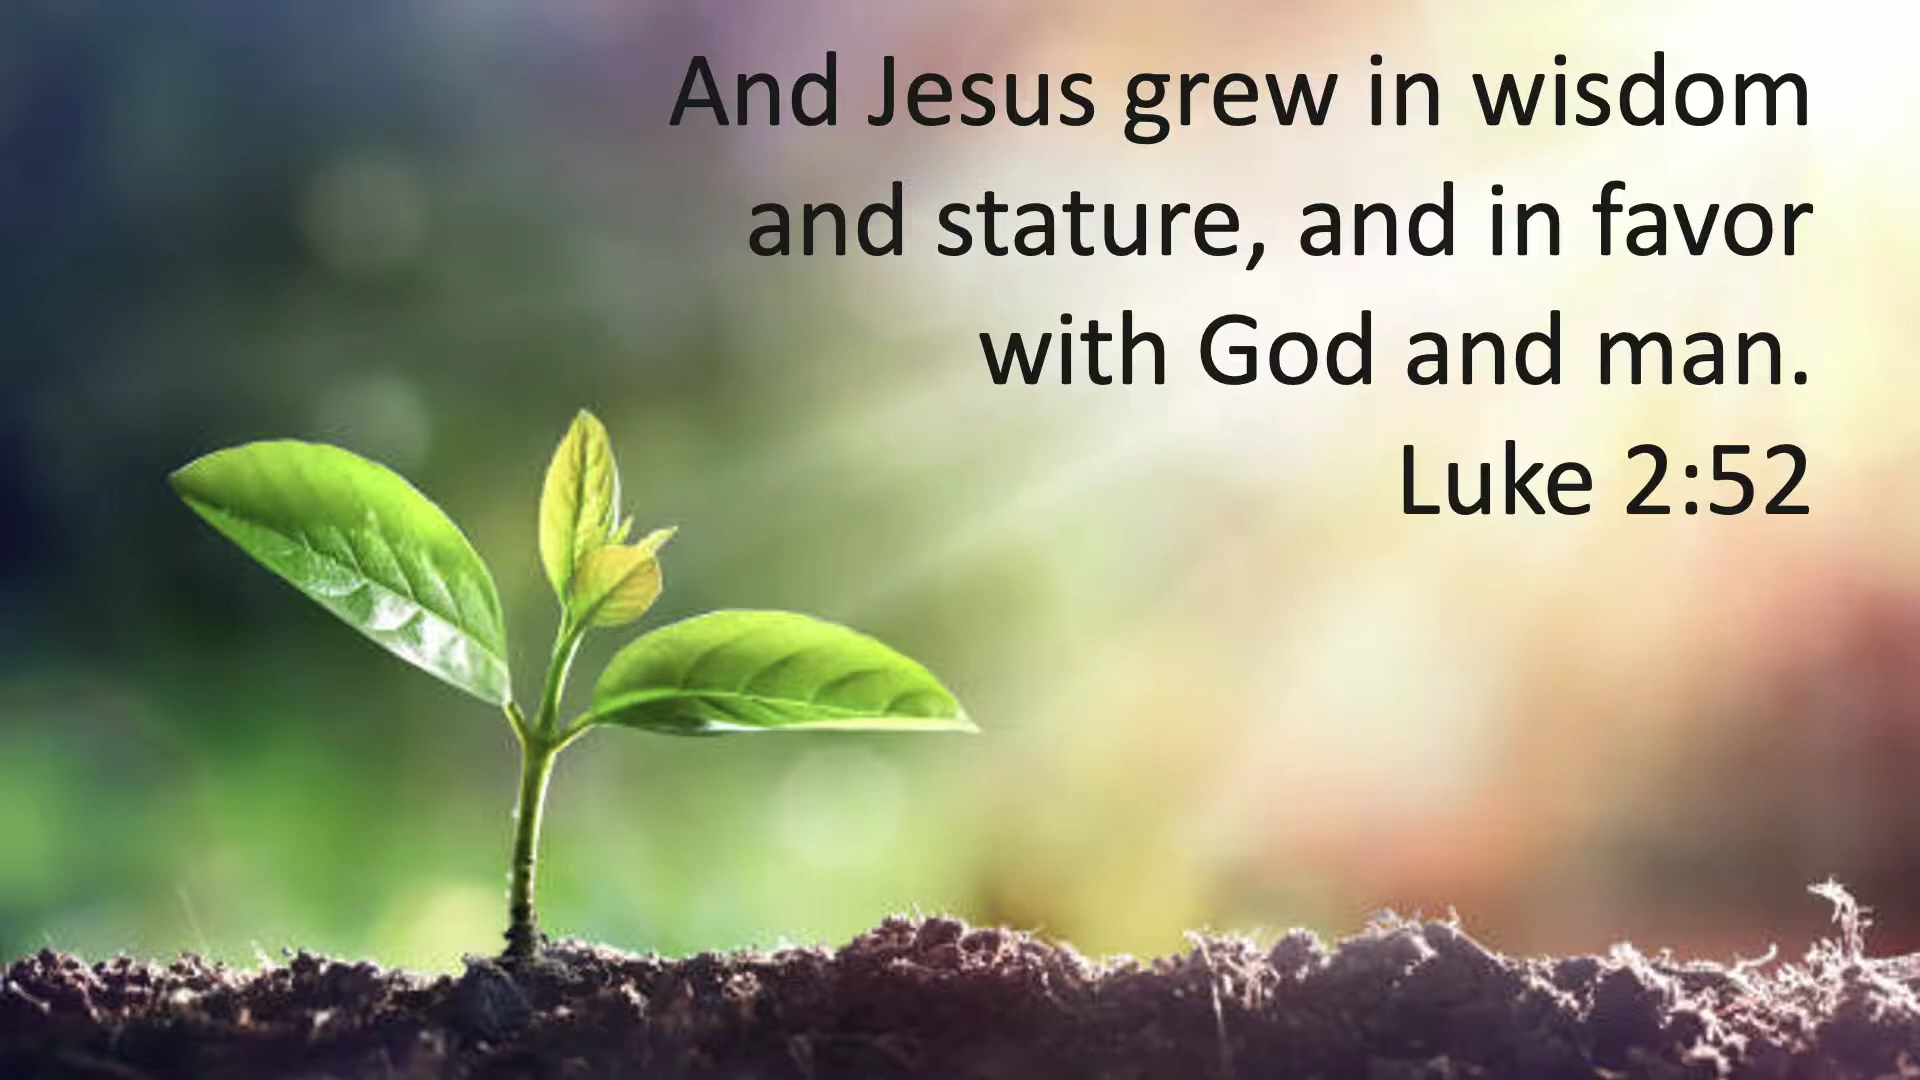 And Jesus grew in wisdom
and stature, and in favor
with God and man.
Luke 2:52